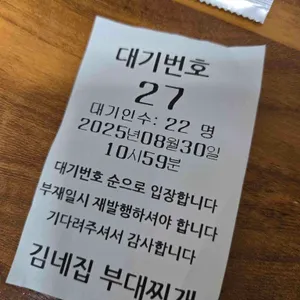 대기번호
27
대기인수: 22 명
2025년08월30일
10시59분
대기번호 순으로 입장합니다
부재일시 재발행하셔야 합니다
기다려주셔서 감사합니다
김네집 부대찌개